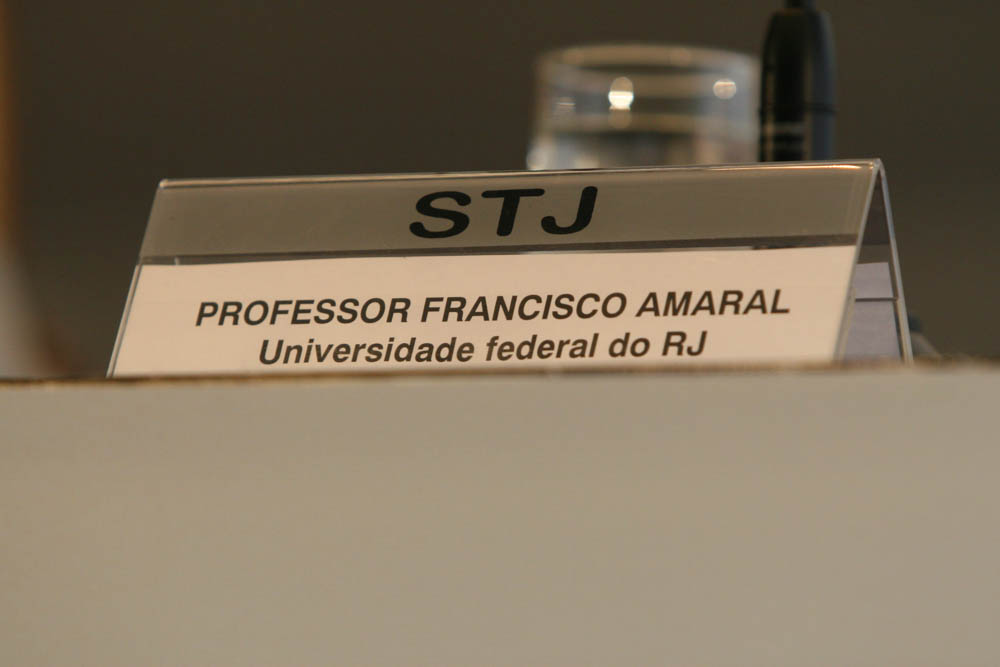 STJ
PROFESSOR FRANCISCO AMARAL
Universidade federal do RJ